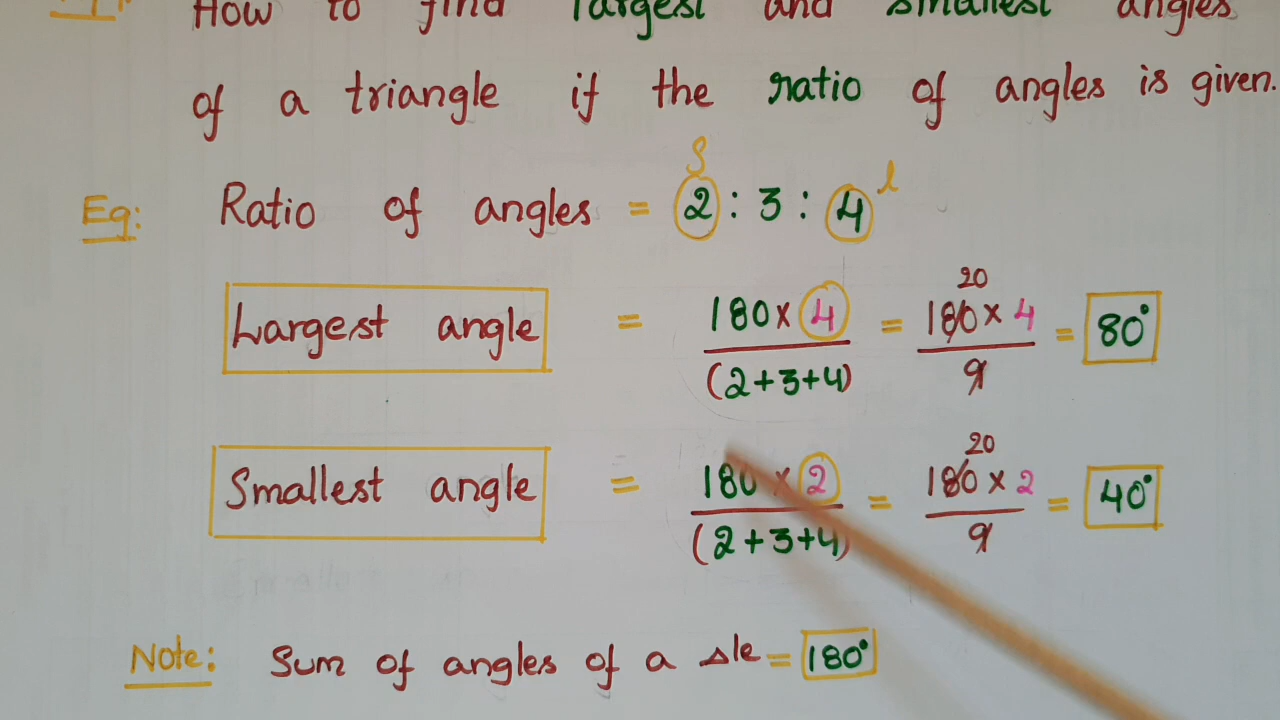 How to find largest and smallest angles
of a triangle if the ratio of angles is given.
S
Eg: Ratio of angles = 2 : 3 : 4 l
Largest angle = 180 × 4 / (2+3+4) = 20 180 × 4 / 9 = 80°
Smallest angle = 180 × 2 / (2+3+4) = 20 180 × 2 / 9 = 40°
Note: Sum of angles of a △le = 180°